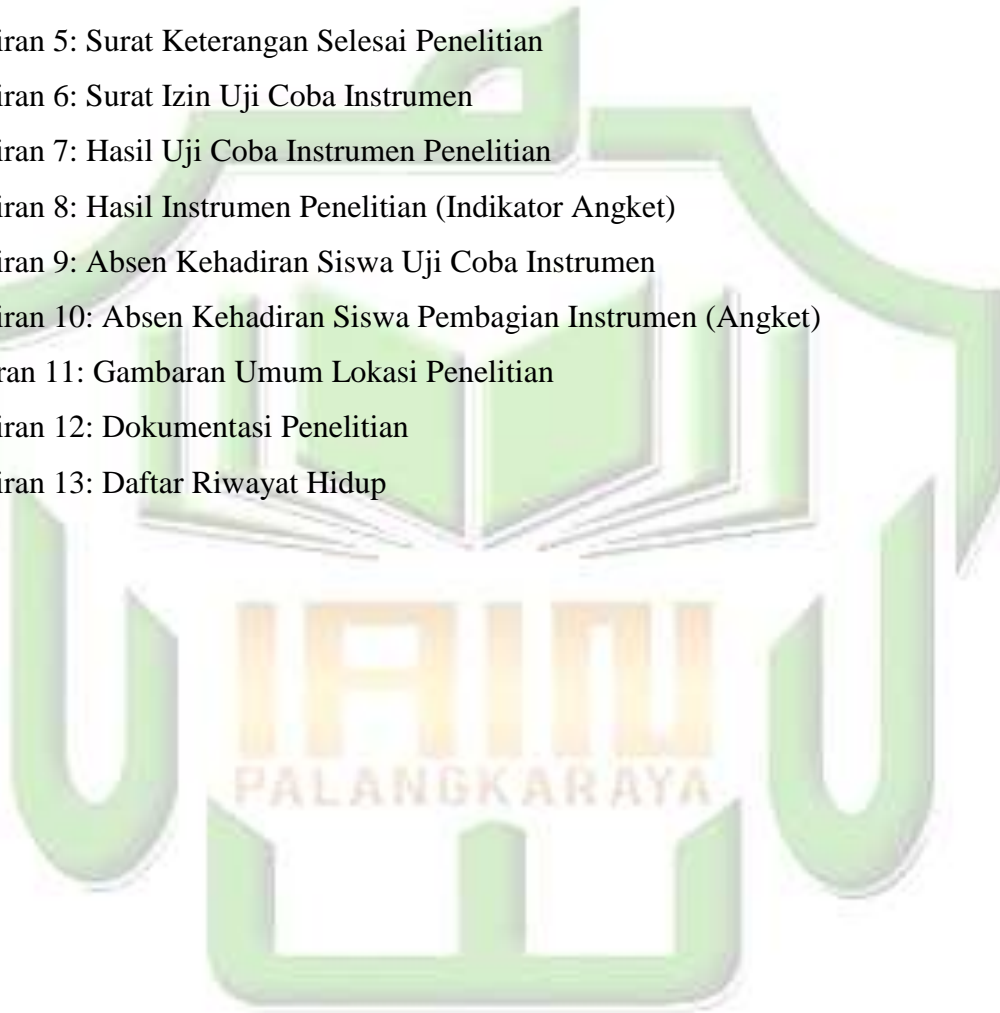 iran 5: Surat Keterangan Selesai Penelitian
iran 6: Surat Izin Uji Coba Instrumen
iran 7: Hasil Uji Coba Instrumen Penelitian
iran 8: Hasil Instrumen Penelitian (Indikator Angket)
iran 9: Absen Kehadiran Siswa Uji Coba Instrumen
iran 10: Absen Kehadiran Siswa Pembagian Instrumen (Angket)
ran 11: Gambaran Umum Lokasi Penelitian
iran 12: Dokumentasi Penelitian
iran 13: Daftar Riwayat Hidup
IAIN
PALANGKARAYA